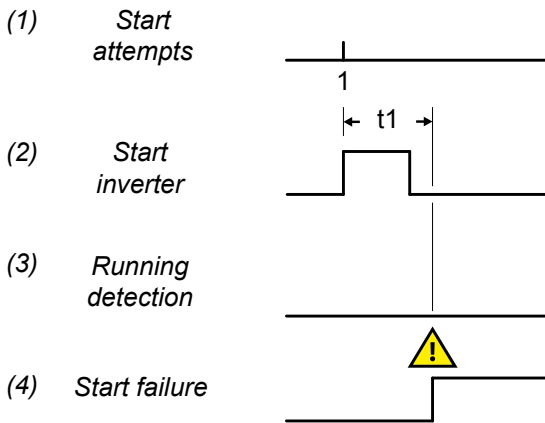 (1) Start
attempts
1
t1
(2) Start
inverter
(3) Running
detection
!
(4) Start failure